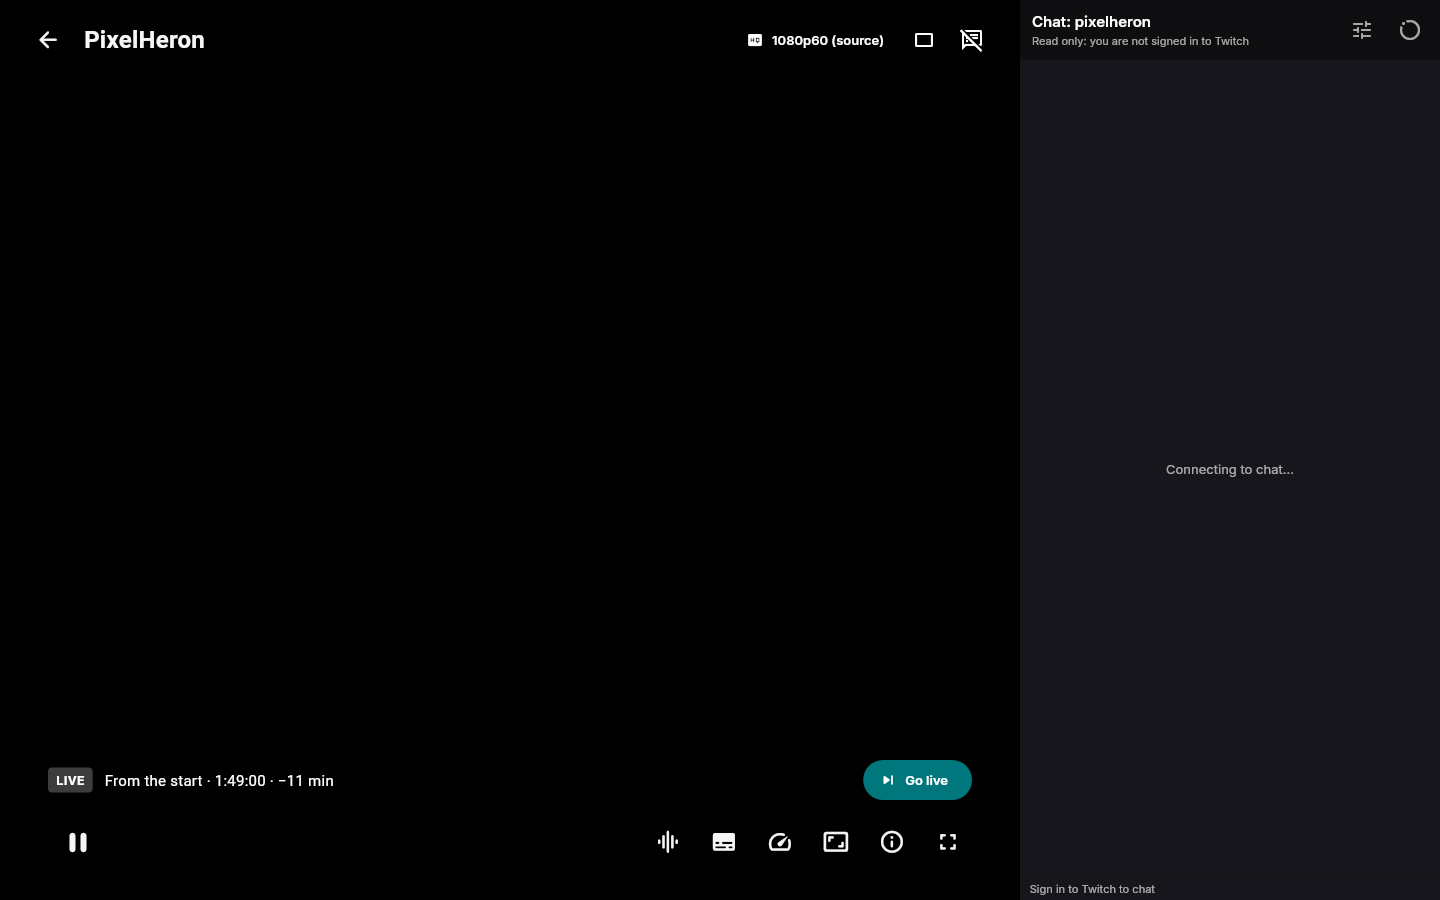 PixelHeron
HQ 1080p60 (source)
Chat: pixelheron
Read only: you are not signed in to Twitch
Connecting to chat...
LIVE From the start · 1:49:00 · −11 min
Go live
Sign in to Twitch to chat